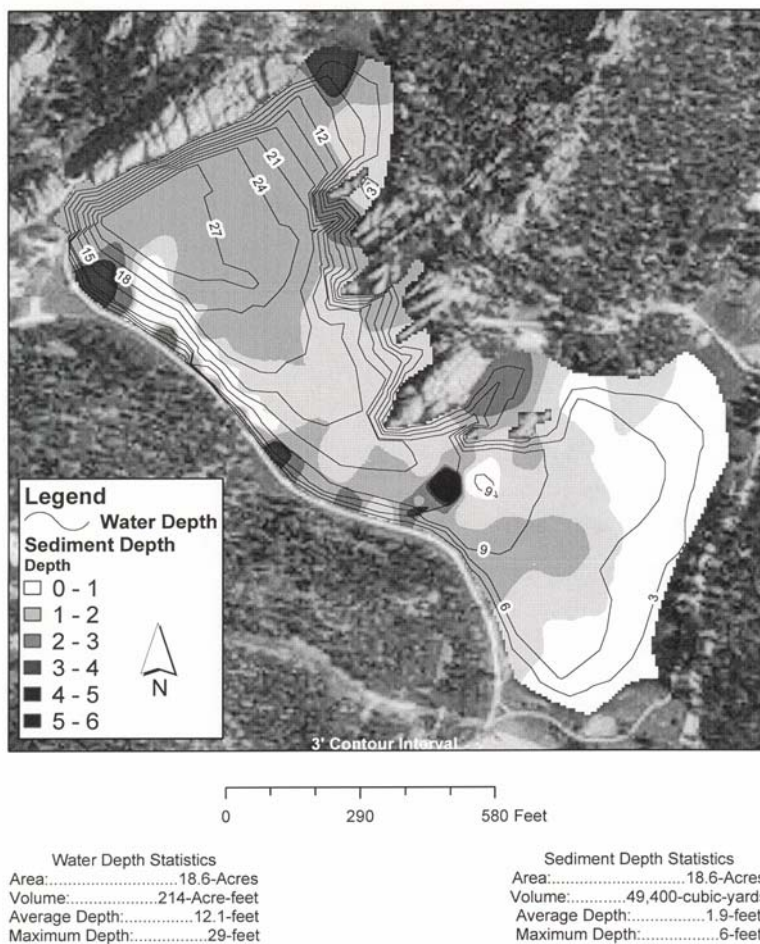 12
21
24
27
3
15
18
9
9
6
3
Legend
Water Depth
Sediment Depth
Depth
0 - 1
1 - 2
2 - 3
3 - 4
4 - 5
5 - 6
N
3' Contour Interval
0 290 580 Feet
Water Depth Statistics
Area:..........................18.6-Acres
Volume:...................214-Acre-feet
Average Depth:.............12.1-feet
Maximum Depth:.............29-feet
Sediment Depth Statistics
Area:..........................18.6-Acres
Volume:..........49,400-cubic-yards
Average Depth:................1.9-feet
Maximum Depth:.................6-feet